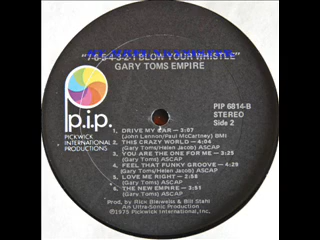 "7-6-5-4-3-2-1 BLOW YOUR WHISTLE"
GARY TOMS EMPIRE
p.i.p.
PICKWICK
INTERNATIONAL
PRODUCTIONS
PIP 6814-B
STEREO
Side 2
1. DRIVE MY CAR — 3:07
(John Lennon/Paul McCartney) BMI
2. THIS CRAZY WORLD — 4:04
(Gary Toms/Helen Jacob) ASCAP
3. YOU ARE THE ONE FOR ME — 3:29
(Gary Toms) ASCAP
4. FEEL THAT FUNKY GROOVE — 4:29
(Gary Toms/Helen Jacob) ASCAP
5. LOVE ME RIGHT — 2:58
(Gary Toms) ASCAP
6. THE NEW EMPIRE — 3:51
(Gary Toms) ASCAP
Prod. by Rick Bleiweiss & Bill Stahl
An Ultra-Sonic Production
©1975 Pickwick International, Inc.